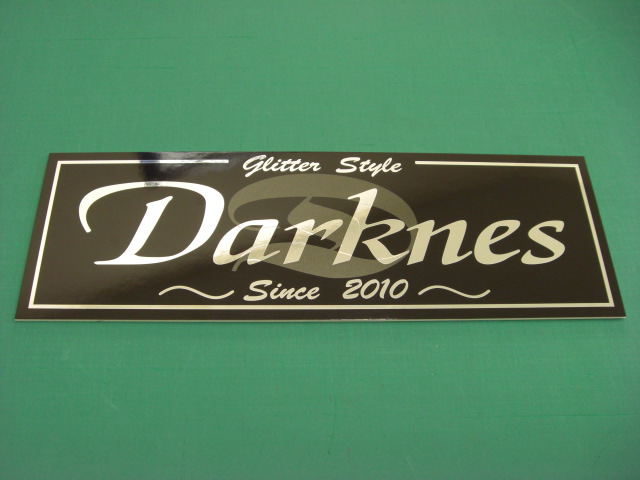 Glitter Style
Darknes
~ Since 2010 ~